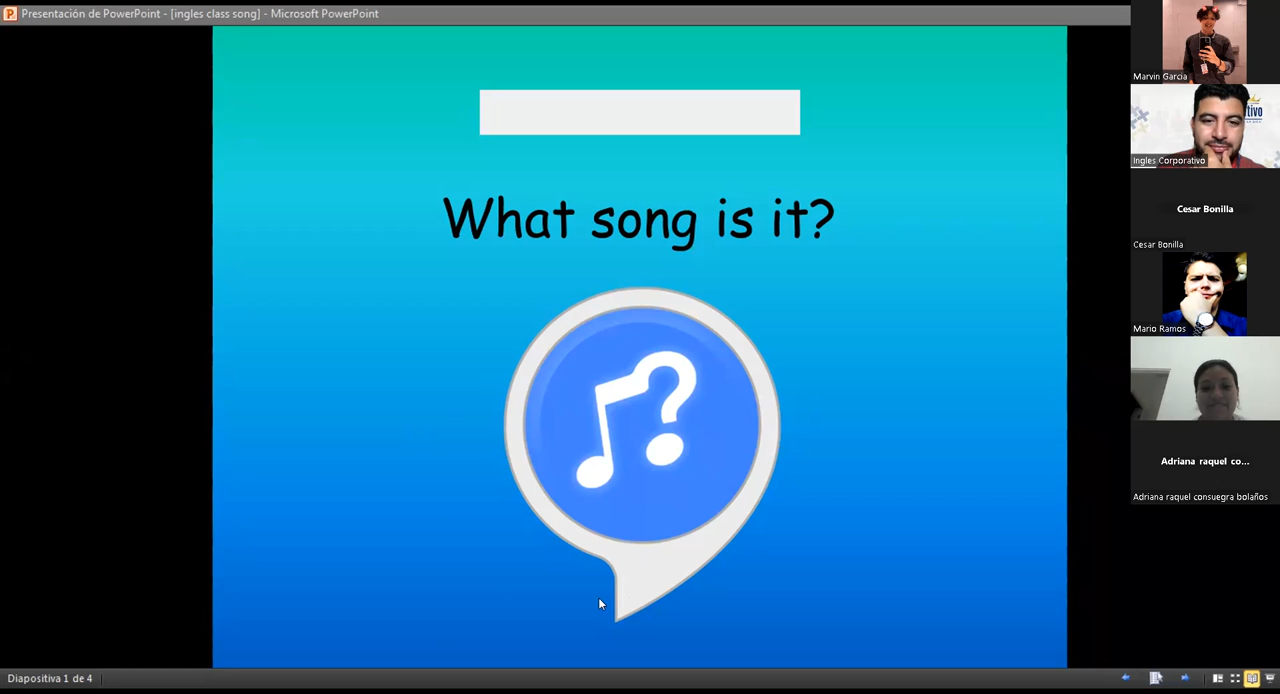 Presentación de PowerPoint - [ingles class song] - Microsoft PowerPoint
What song is it?
Marvin Garcia
tivo
Ingles Corporativo
Cesar Bonilla
Cesar Bonilla
Mario Ramos
Adriana raquel co...
Adriana raquel consuegra bolaños
Diapositiva 1 de 4